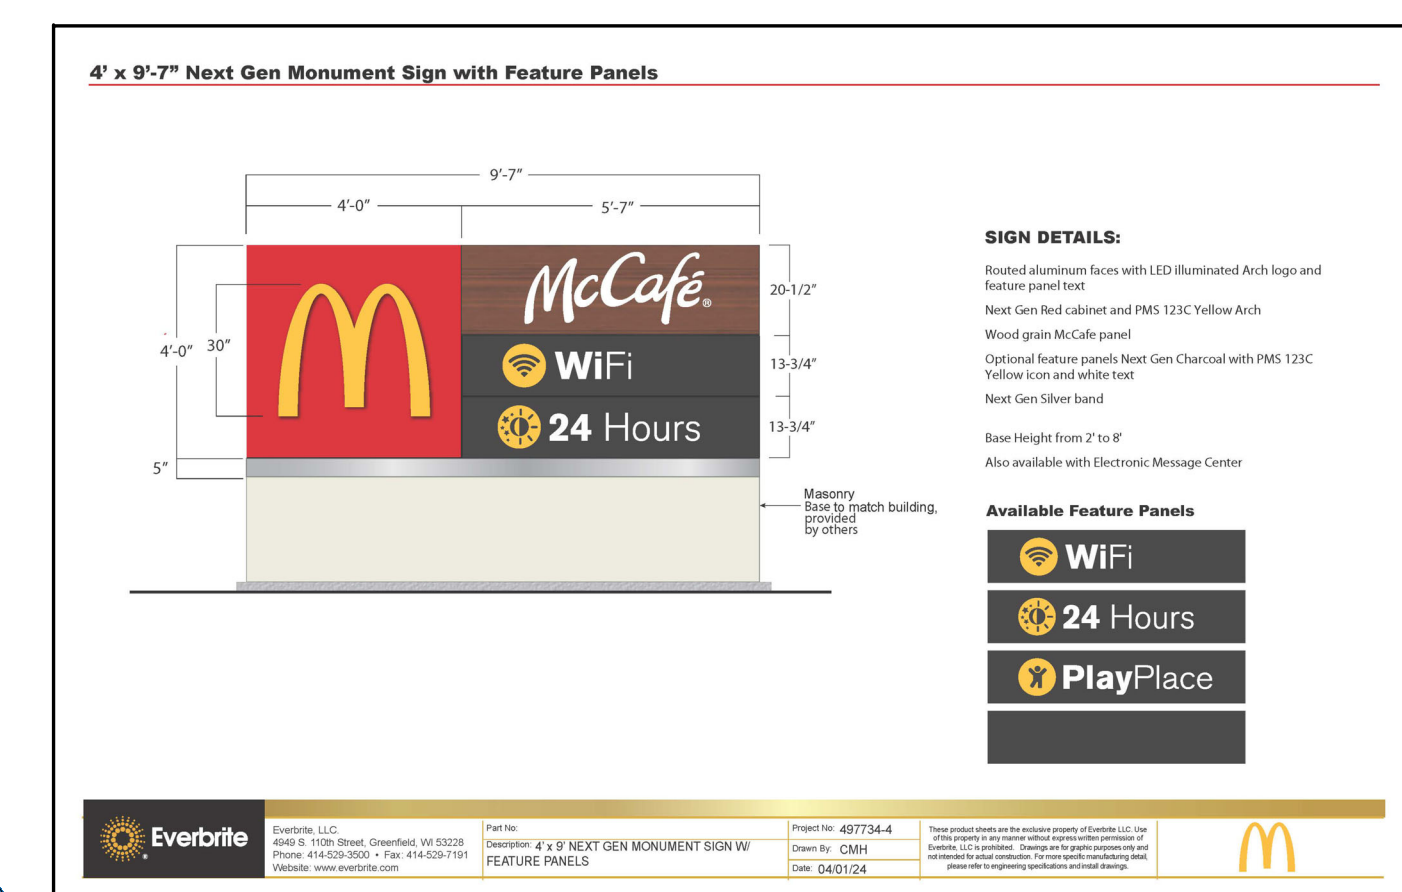 4’ x 9’-7” Next Gen Monument Sign with Feature Panels
9’-7”
4’-0”
5’-7”
McCafé®
20-1/2”
4’-0”
30”
WiFi
13-3/4”
24 Hours
13-3/4”
5”
Masonry
Base to match building,
provided
by others
SIGN DETAILS:
Routed aluminum faces with LED illuminated Arch logo and
feature panel text
Next Gen Red cabinet and PMS 123C Yellow Arch
Wood grain McCafe panel
Optional feature panels Next Gen Charcoal with PMS 123C
Yellow icon and white text
Next Gen Silver band
Base Height from 2' to 8'
Also available with Electronic Message Center
Available Feature Panels
WiFi
24 Hours
PlayPlace
Everbrite®
Everbrite, LLC.
4949 S. 110th Street, Greenfield, WI 53228
Phone: 414-529-3500 • Fax: 414-529-7191
Website: www.everbrite.com
Part No:
Description: 4’ x 9’ NEXT GEN MONUMENT SIGN W/
FEATURE PANELS
Project No: 497734-4
Drawn By: CMH
Date: 04/01/24
These product sheets are the exclusive property of Everbrite LLC. Use
of this property in any manner without express written permission of
Everbrite, LLC is prohibited. Drawings are for graphic purposes only and
not intended for actual construction. For more specific manufacturing detail,
please refer to engineering specifications and install drawings.